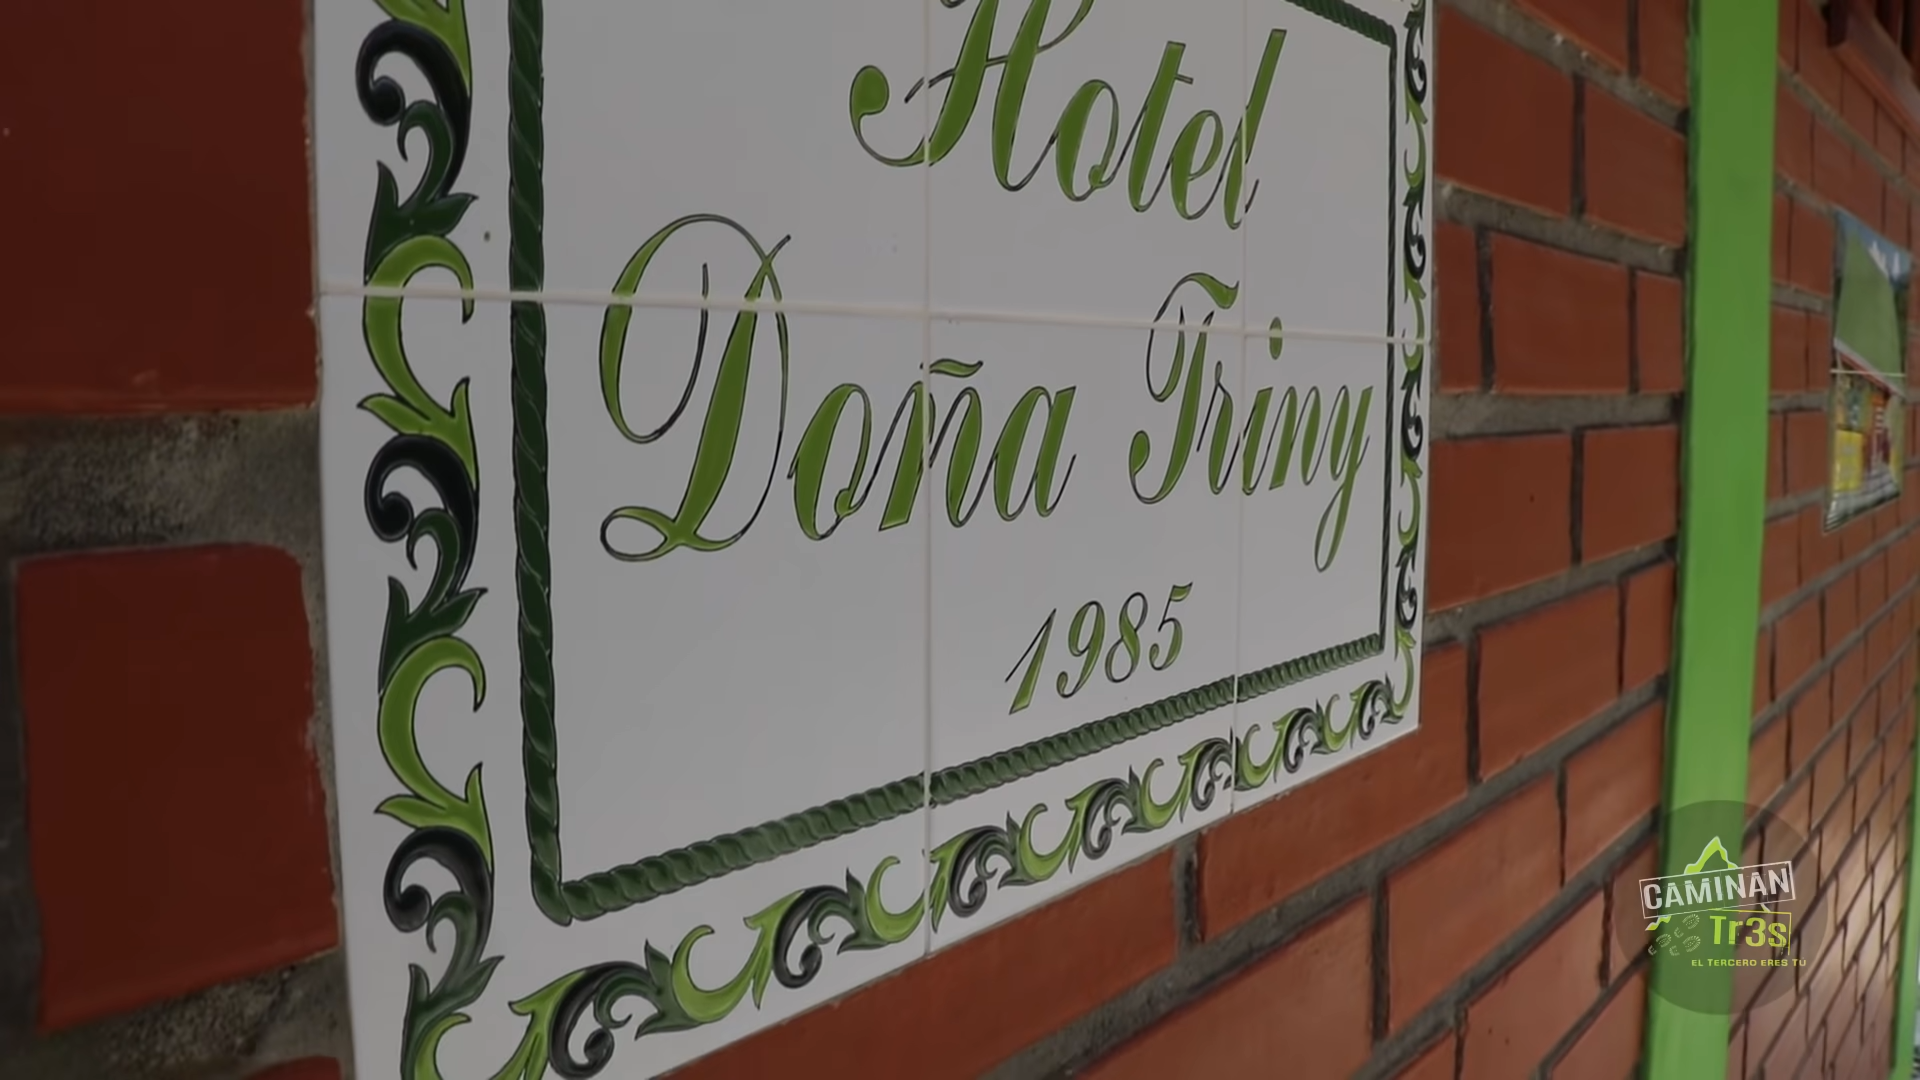 Hotel
Doña Triny
1985
CAMINAN
Tr3s
EL TERCERO ERES TU